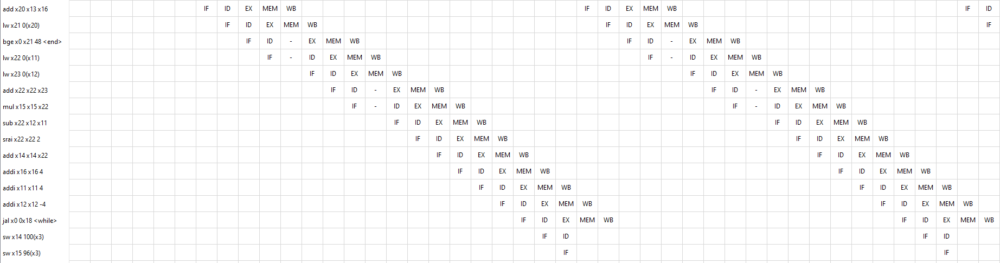 add x20 x13 x16 IF ID EX MEM WB IF ID EX MEM WB IF ID
lw x21 0(x20) IF ID EX MEM WB IF ID EX MEM WB IF
bge x0 x21 48 <end> IF ID - EX MEM WB IF ID - EX MEM WB
lw x22 0(x11) IF - ID EX MEM WB IF - ID EX MEM WB
lw x23 0(x12) IF ID EX MEM WB IF ID EX MEM WB
add x22 x22 x23 IF ID - EX MEM WB IF ID - EX MEM WB
mul x15 x15 x22 IF - ID EX MEM WB IF - ID EX MEM WB
sub x22 x12 x11 IF ID EX MEM WB IF ID EX MEM WB
srai x22 x22 2 IF ID EX MEM WB IF ID EX MEM WB
add x14 x14 x22 IF ID EX MEM WB IF ID EX MEM WB
addi x16 x16 4 IF ID EX MEM WB IF ID EX MEM WB
addi x11 x11 4 IF ID EX MEM WB IF ID EX MEM WB
addi x12 x12 -4 IF ID EX MEM WB IF ID EX MEM WB
jal x0 0x18 <while> IF ID EX MEM WB IF ID EX MEM WB
sw x14 100(x3) IF ID IF ID
sw x15 96(x3) IF IF